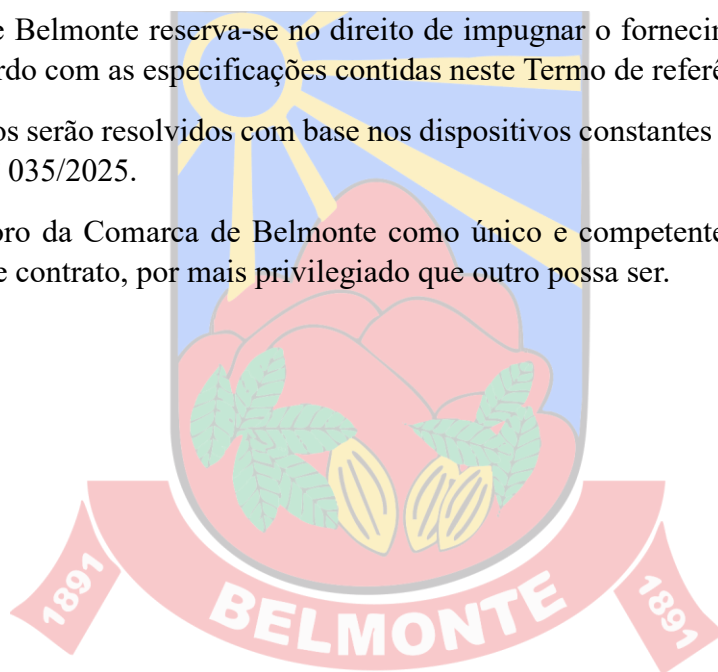 e Belmonte reserva-se no direito de impugnar o fornecir
rdo com as especificações contidas neste Termo de referê
os serão resolvidos com base nos dispositivos constantes
035/2025.
oro da Comarca de Belmonte como único e competente
e contrato, por mais privilegiado que outro possa ser.
1891
BELMONTE
1891